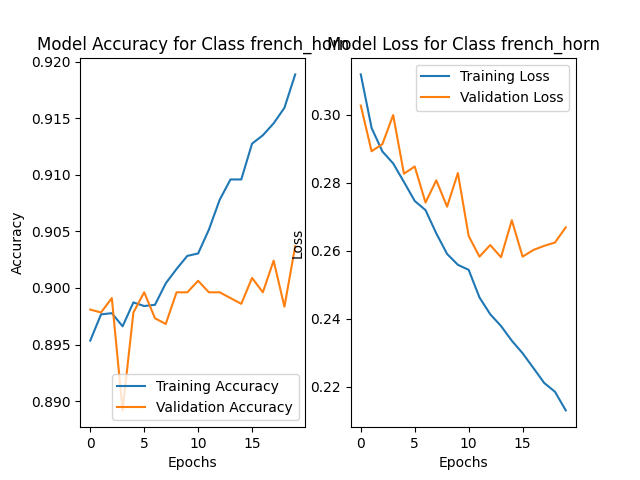 Model Accuracy for Class french_horn
Model Loss for Class french_horn
0.920
0.915
0.910
0.905
0.900
0.895
0.890
Accuracy
Training Accuracy
Validation Accuracy
0 5 10 15
Epochs
0.30
0.28
0.26
0.24
0.22
Loss
Training Loss
Validation Loss
0 5 10 15
Epochs